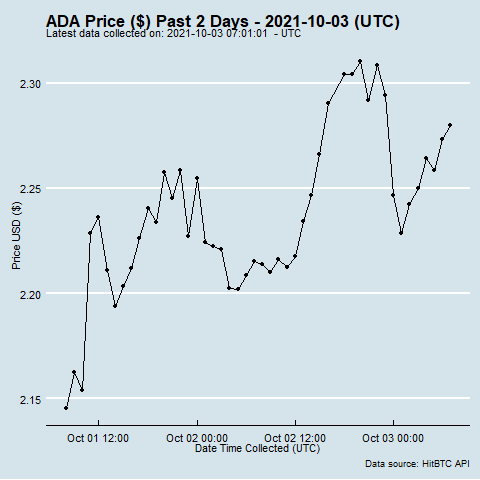 ADA Price ($) Past 2 Days - 2021-10-03 (UTC)
Latest data collected on: 2021-10-03 07:01:01  - UTC
2.30
2.25
2.20
2.15
Price USD ($)
Oct 01 12:00 Oct 02 00:00 Oct 02 12:00 Oct 03 00:00
Date Time Collected (UTC)
Data source: HitBTC API